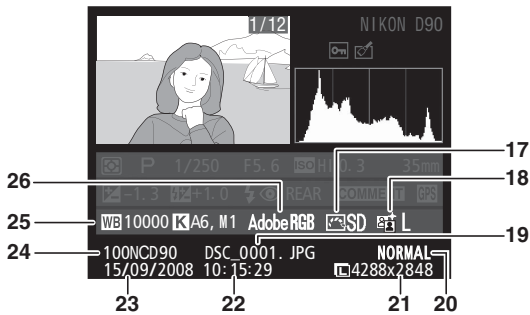 1/12
NIKON D90
P 1/250 F5.6 ISO HI 0.3 35mm
-1.3 +1.0 REAR COMMENT GPS
WB 10000 K A6, M1 Adobe RGB SD L
100NCD90 DSC_0001. JPG NORMAL
15/09/2008 10:15:29 L 4288x2848
17
18
19
20
21
22
23
24
25
26